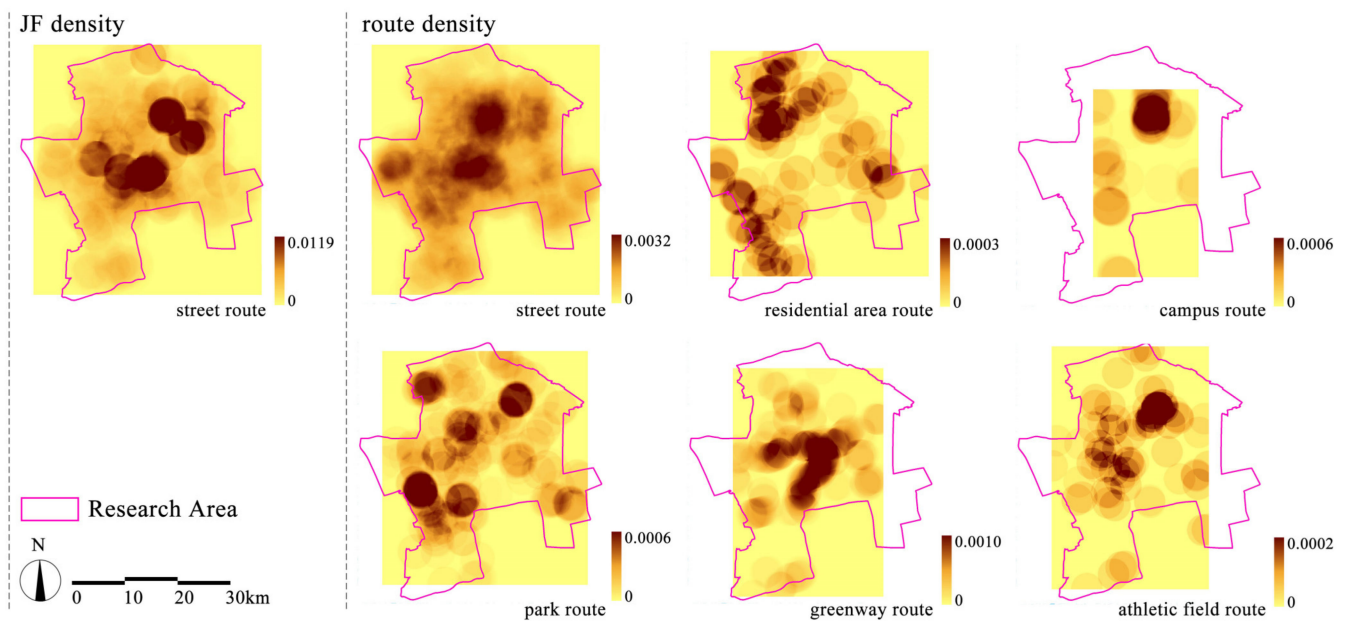 JF density
route density
0.0119
0
street route
0.0032
0
street route
0.0003
0
residential area route
0.0006
0
campus route
Research Area
N
0 10 20 30km
0.0006
0
park route
0.0010
0
greenway route
0.0002
0
athletic field route